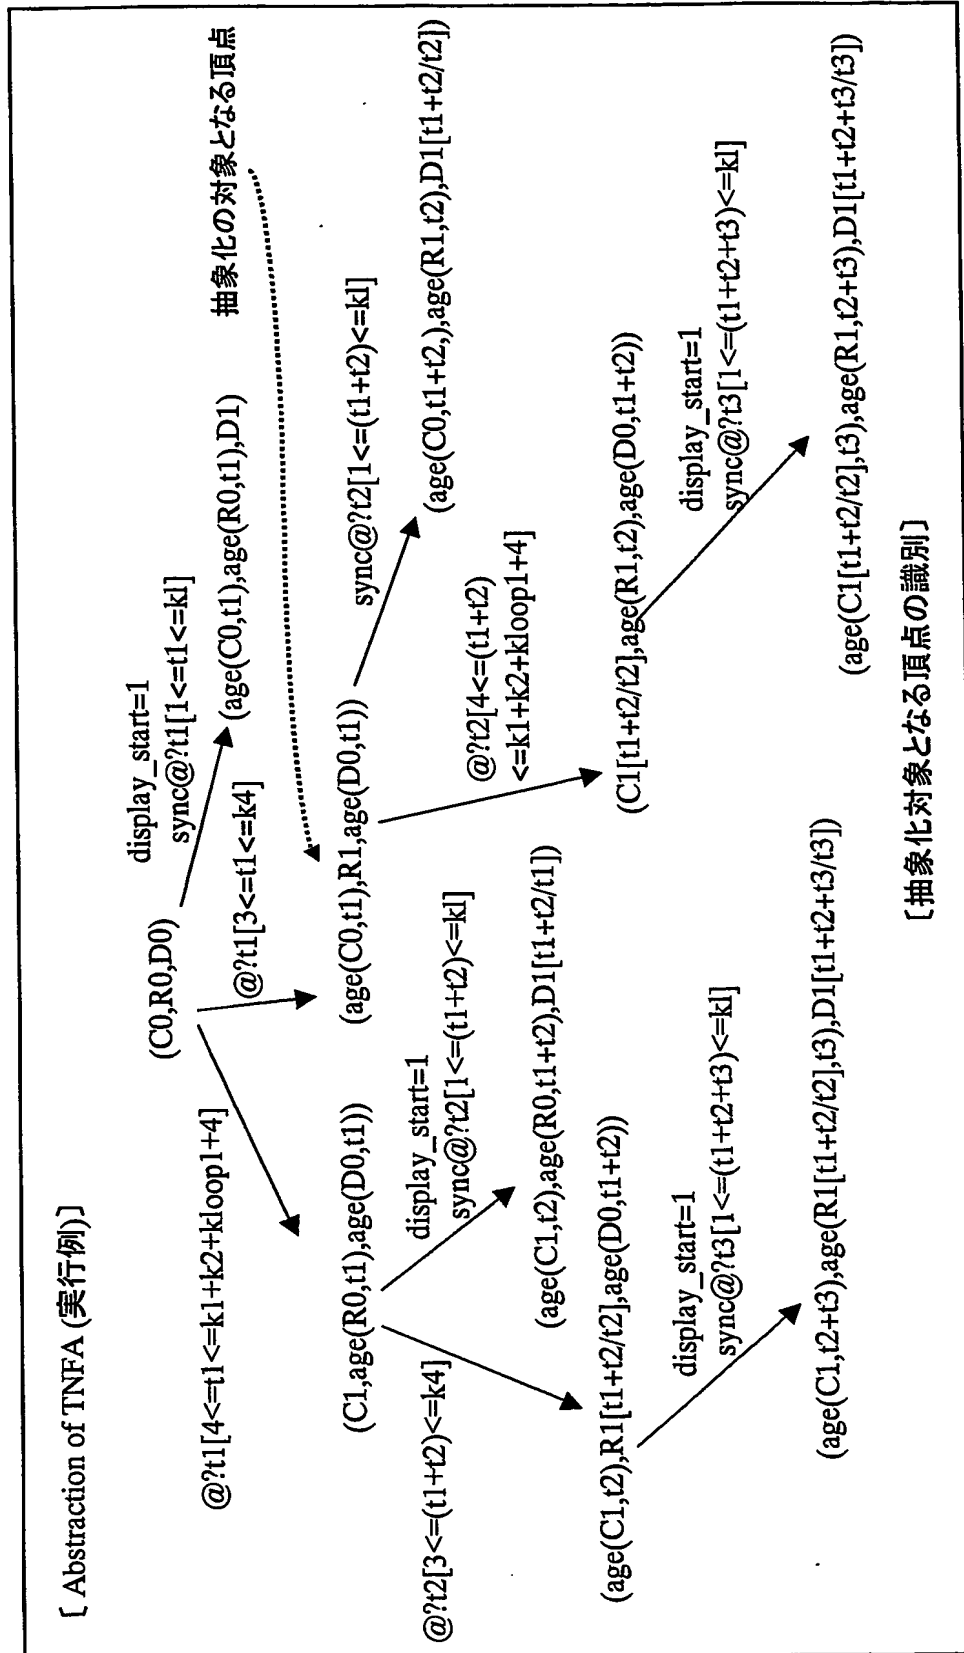 [ Abstraction of TNFA (実行例)]
抽象化の対象となる頂点
display_start=1
sync@?t1[1<=t1<=kl]
(C0,R0,D0)
(age(C0,t1),age(R0,t1),D1)
@?t1[4<=t1<=k1+k2+kloop1+4]
@?t1[3<=t1<=k4]
(C1,age(R0,t1),age(D0,t1))
(age(C0,t1),R1,age(D0,t1))
sync@?t2[1<=(t1+t2)<=kl]
(age(C0,t1+t2,),age(R1,t2),D1[t1+t2/t2])
@?t2[3<=(t1+t2)<=k4]
display_start=1
sync@?t2[1<=(t1+t2)<=kl]
@?t2[4<=(t1+t2)
<=k1+k2+kloop1+4]
(age(C1,t2),age(R0,t1+t2),D1[t1+t2/t1])
(age(C1,t2),R1[t1+t2/t2],age(D0,t1+t2))
(C1[t1+t2/t2],age(R1,t2),age(D0,t1+t2))
display_start=1
sync@?t3[1<=(t1+t2+t3)<=kl]
display_start=1
sync@?t3[1<=(t1+t2+t3)<=kl]
(age(C1,t2+t3),age(R1[t1+t2/t2],t3),D1[t1+t2+t3/t3])
(age(C1[t1+t2/t2],t3),age(R1,t2+t3),D1[t1+t2+t3/t3])
[抽象化対象となる頂点の識別]